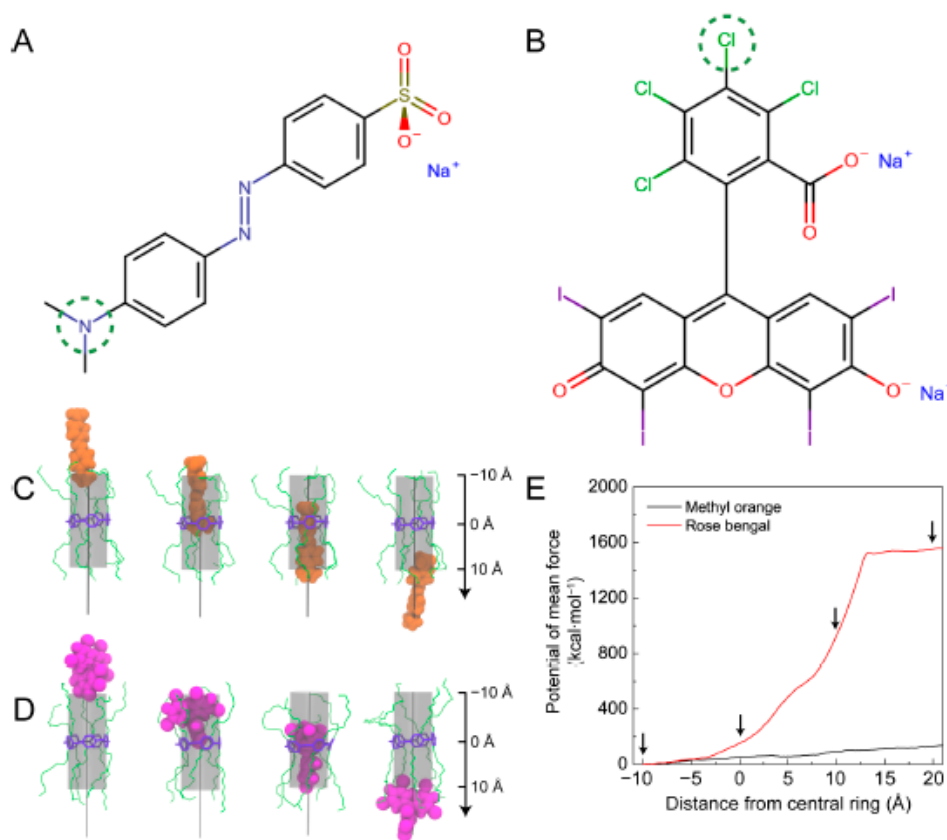 A
O
S
O
O⁻
Na⁺
N
N
N
B
Cl
Cl
Cl
Cl
O⁻ Na⁺
O
I
I
O
O
O⁻ Na
I
I
C
−10 Å
0 Å
10 Å
D
−10 Å
0 Å
10 Å
E
2000
1600
1200
800
400
0
Methyl orange
Rose bengal
Potential of mean force
(kcal·mol⁻¹)
−10 −5 0 5 10 15 20
Distance from central ring (Å)